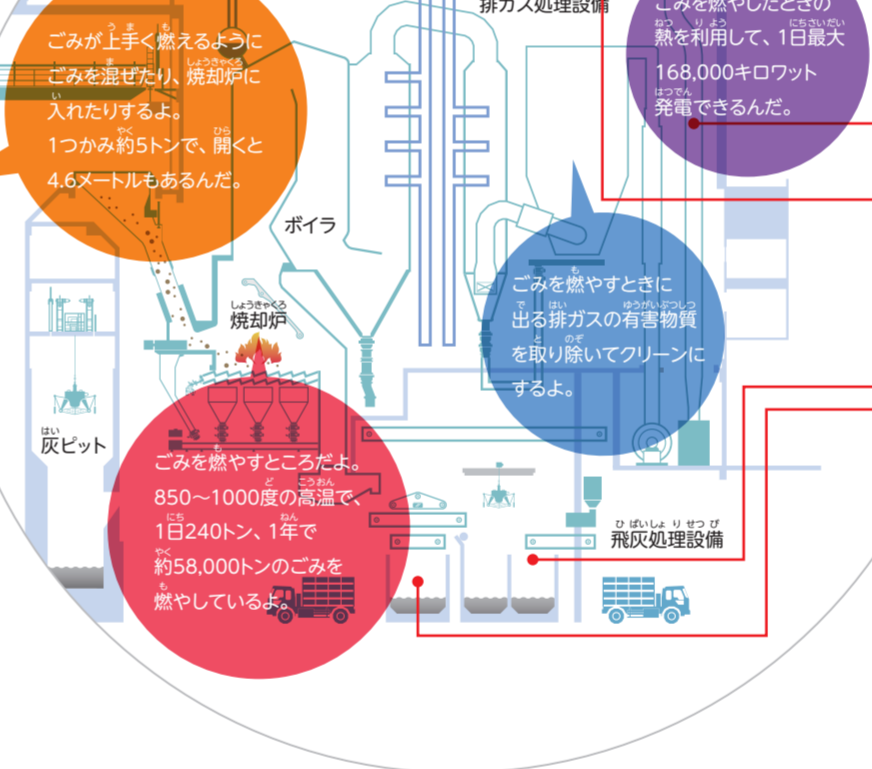 排ガス処理設備
ごみが上手く燃えるように
ごみを混ぜたり、焼却炉に
入れたりするよ。
1つかみ約5トンで、開くと
4.6メートルもあるんだ。
ごみを燃やしたときの
熱を利用して、1日最大
168,000キロワット
発電できるんだ。
ボイラ
ごみを燃やすときに
出る排ガスの有害物質
を取り除いてクリーンに
するよ。
焼却炉
灰ピット
ごみを燃やすところだよ。
850〜1000度の高温で、
1日240トン、1年で
約58,000トンのごみを
燃やしているよ。
飛灰処理設備